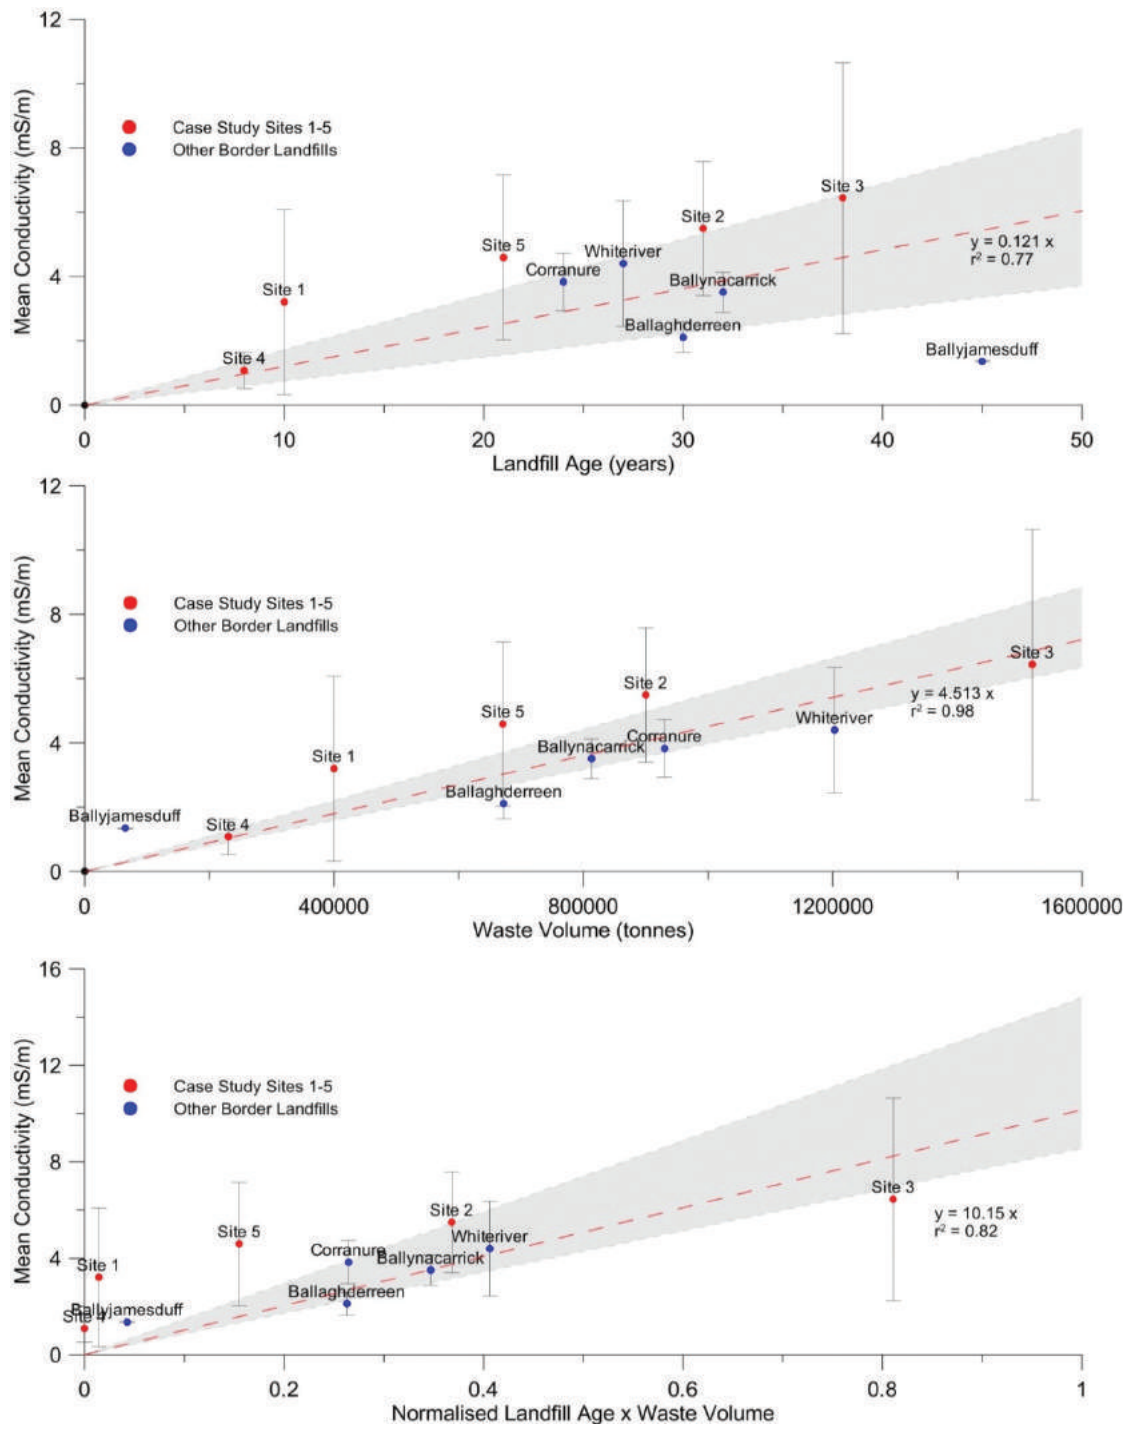 12
8
4
0
Mean Conductivity (mS/m)
Case Study Sites 1-5
Other Border Landfills
Site 3
Site 2
Site 5
Whiteriver
Corranure
Ballynacarrick
Site 1
Ballaghderreen
Site 4
Ballyjamesduff
y = 0.121 x
r² = 0.77
0 10 20 30 40 50
Landfill Age (years)
12
8
4
0
Mean Conductivity (mS/m)
Case Study Sites 1-5
Other Border Landfills
Site 3
Site 2
y = 4.513 x
r² = 0.98
Site 5
Whiteriver
Corranure
Ballynacarrick
Site 1
Ballaghderreen
Ballyjamesduff
Site 4
0 400000 800000 1200000 1600000
Waste Volume (tonnes)
16
12
8
4
0
Mean Conductivity (mS/m)
Case Study Sites 1-5
Other Border Landfills
Site 3
y = 10.15 x
r² = 0.82
Site 2
Site 5
Whiteriver
Corranure
Ballynacarrick
Site 1
Ballaghderreen
Ballyjamesduff
Site 4
0 0.2 0.4 0.6 0.8 1
Normalised Landfill Age x Waste Volume